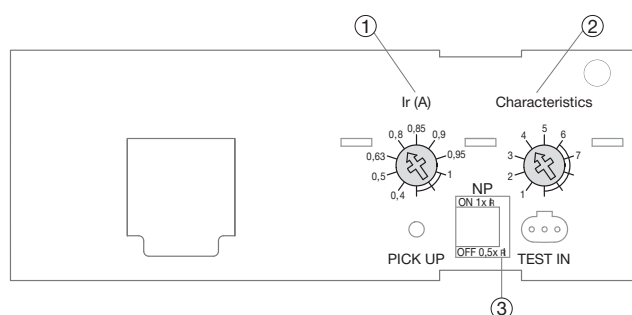 1
2
Ir (A)
Characteristics
0,4
0,5
0,63
0,8
0,85
0,9
0,95
1
1
2
3
4
5
6
7
NP
ON 1x
OFF 0,5x
PICK UP
TEST IN
3